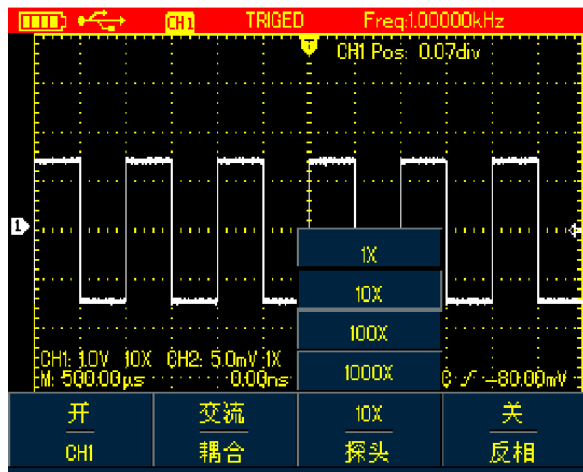 CH1 TRIGED Freq:1.00000kHz
T CH1 Pos: 0.07div
1
1X
10X
100X
1000X
CH1: 1.0V 10X CH2: 5.0mV 1X
M: 500.00μs 0.00ns -80.00mV
开 交流 10X 关
CH1 耦合 探头 反相